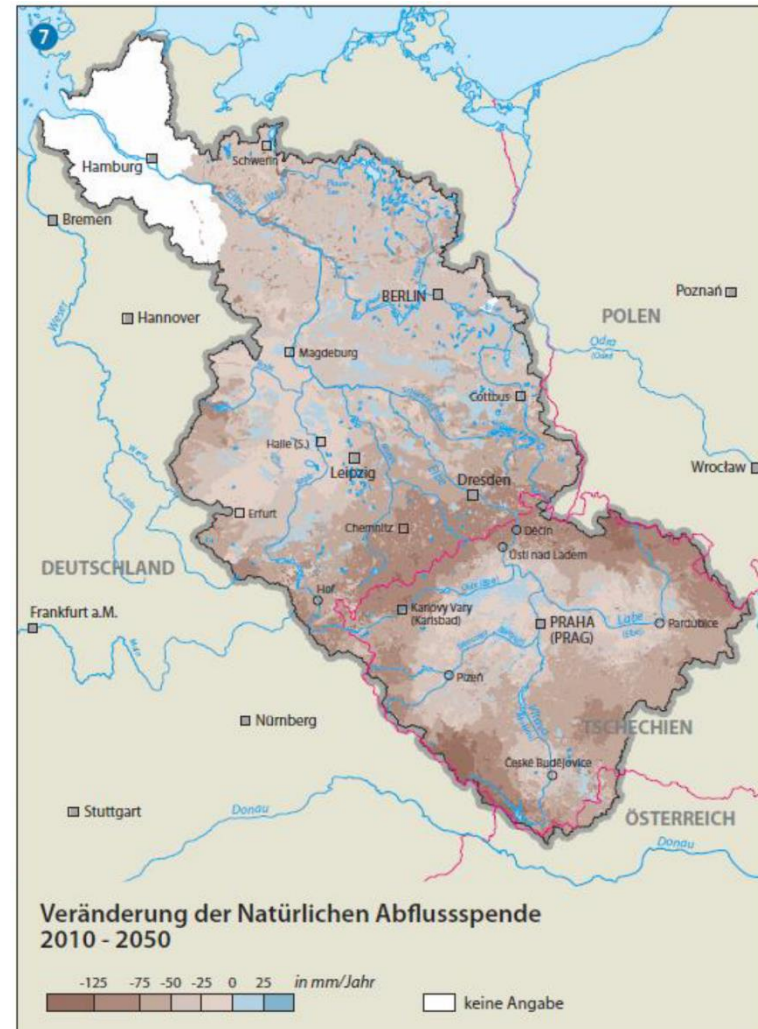 7
Schwerin
Hamburg
Bremen
Weser
BERLIN
Poznań
Hannover
POLEN
Odra
(Oder)
Magdeburg
Cottbus
Halle (S.)
Leipzig
Wrocław
Dresden
Erfurt
Chemnitz
Děčín
Ústí nad Labem
DEUTSCHLAND
Hof
Frankfurt a.M.
Karlovy Vary
(Karlsbad)
PRAHA
(PRAG)
Labe
(Elbe)
Pardubice
Plzeň
Nürnberg
TSCHECHIEN
České Budějovice
Stuttgart
Donau
ÖSTERREICH
Donau
Veränderung der Natürlichen Abflussspende
2010 - 2050
-125 -75 -50 -25 0 25 in mm/Jahr
keine Angabe